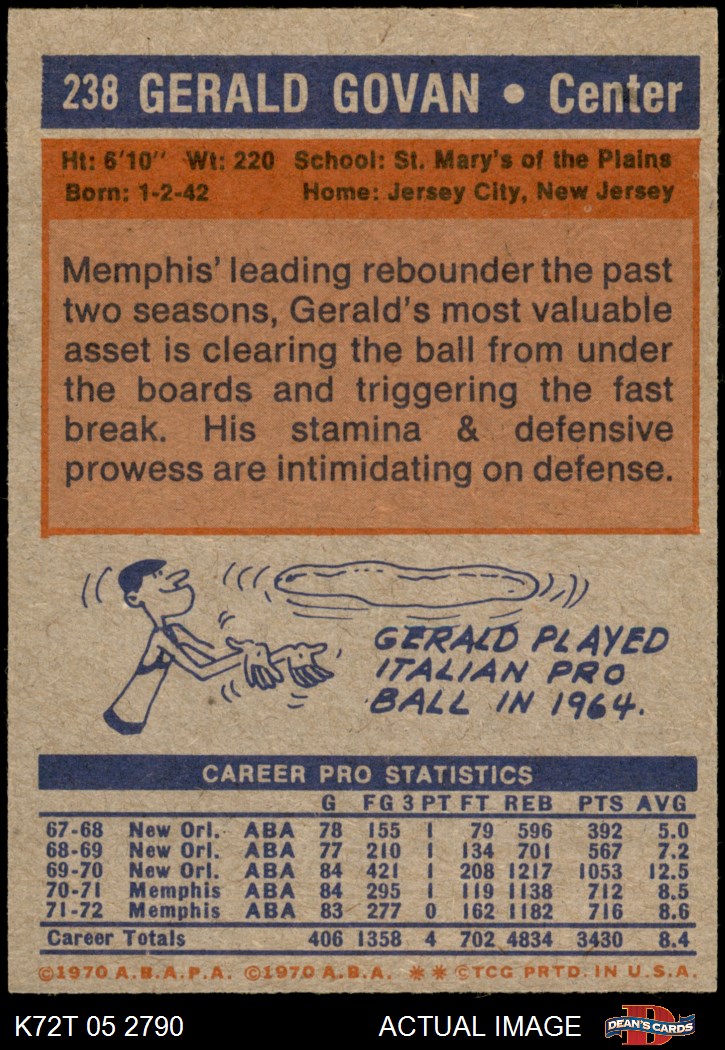 238 GERALD GOVAN • Center
Ht: 6'10" Wt: 220 School: St. Mary's of the Plains
Born: 1-2-42 Home: Jersey City, New Jersey
Memphis' leading rebounder the past
two seasons, Gerald's most valuable
asset is clearing the ball from under
the boards and triggering the fast
break. His stamina & defensive
prowess are intimidating on defense.
GERALD PLAYED
ITALIAN PRO
BALL IN 1964.
CAREER PRO STATISTICS
G FG 3 PT FT REB PTS AVG
67-68 New Orl. ABA 78 155 1 79 596 392 5.0
68-69 New Orl. ABA 77 210 1 134 701 567 7.2
69-70 New Orl. ABA 84 421 1 208 1217 1053 12.5
70-71 Memphis ABA 84 295 1 119 1138 712 8.5
71-72 Memphis ABA 83 277 0 162 1182 716 8.6
Career Totals 406 1358 4 702 4834 3430 8.4
©1970 A.B.A.P.A. ©1970 A.B.A. ** ©TCG PRTD. IN U.S.A.
K72T 05 2790 ACTUAL IMAGE
DEAN'S CARDS